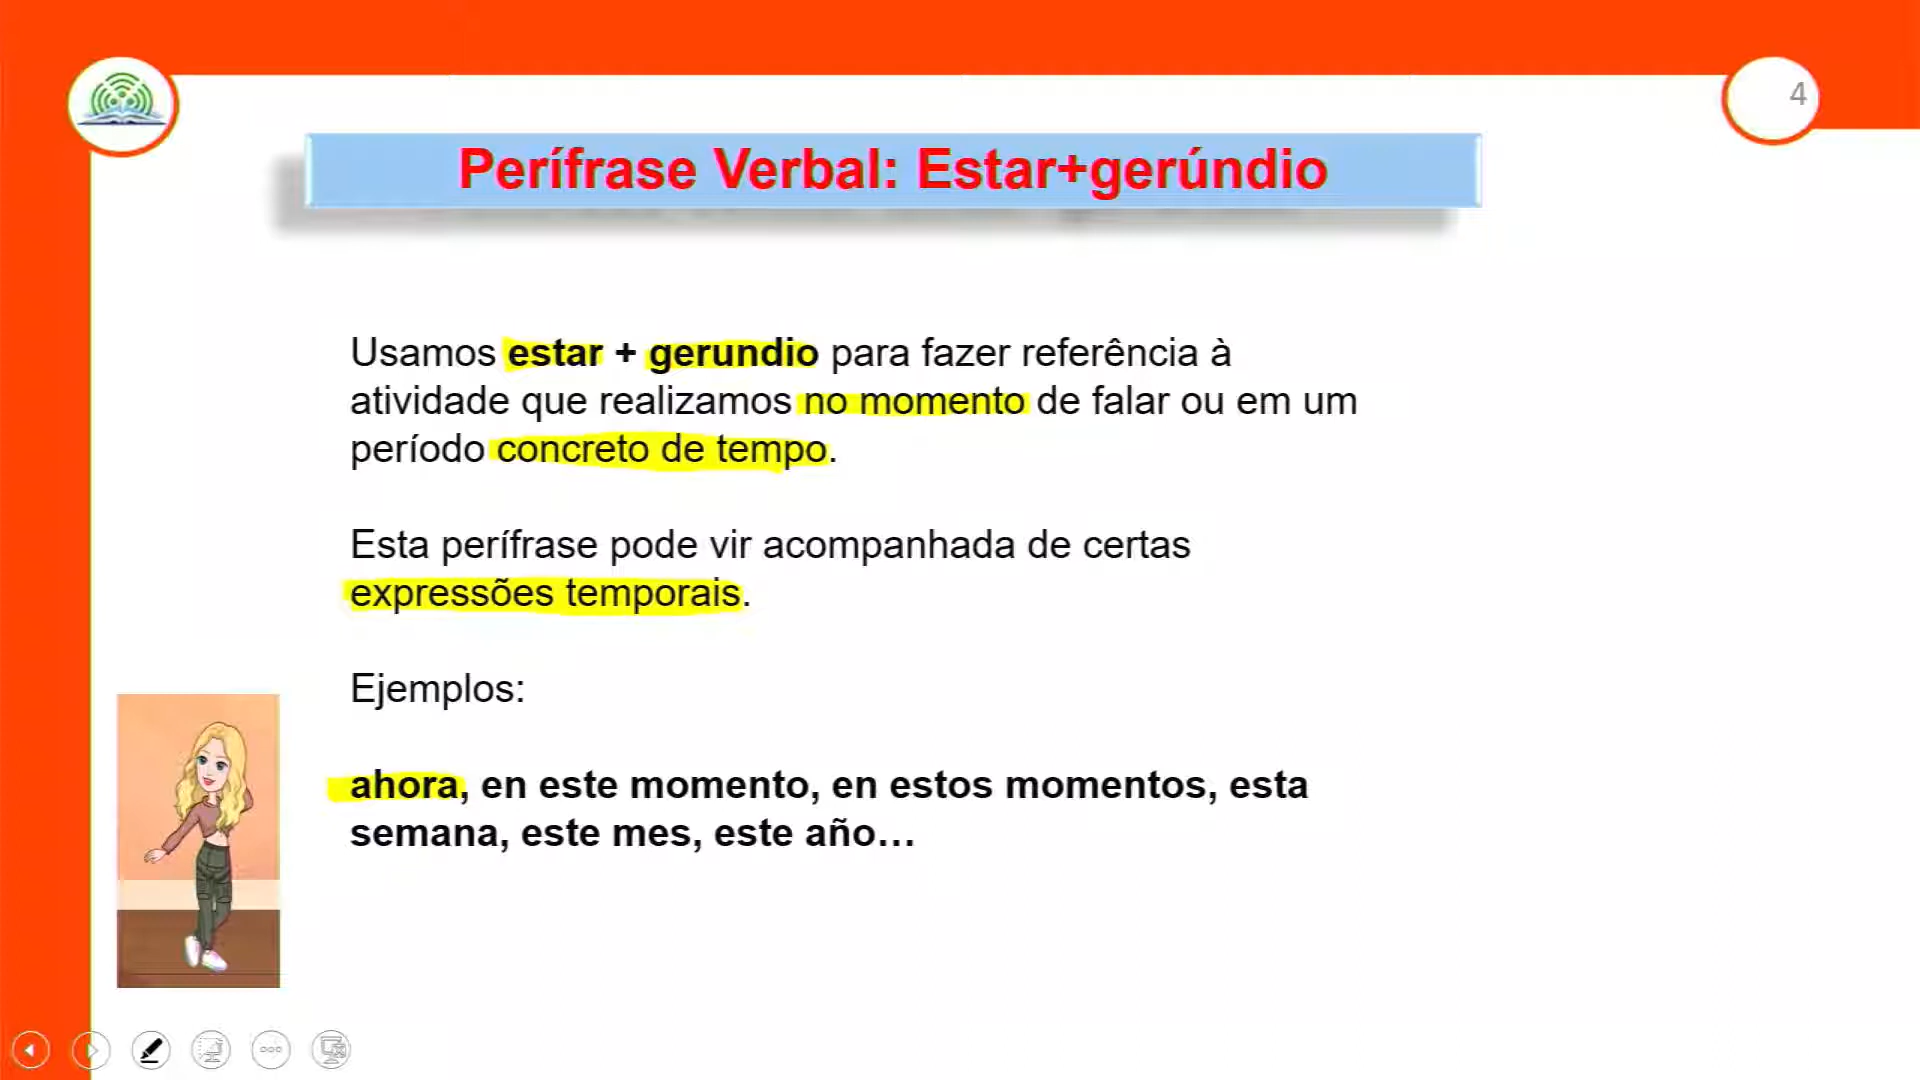 4
Perífrase Verbal: Estar+gerúndio
Usamos estar + gerundio para fazer referência à
atividade que realizamos no momento de falar ou em um
período concreto de tempo.
Esta perífrase pode vir acompanhada de certas
expressões temporais.
Ejemplos:
ahora, en este momento, en estos momentos, esta
semana, este mes, este año...